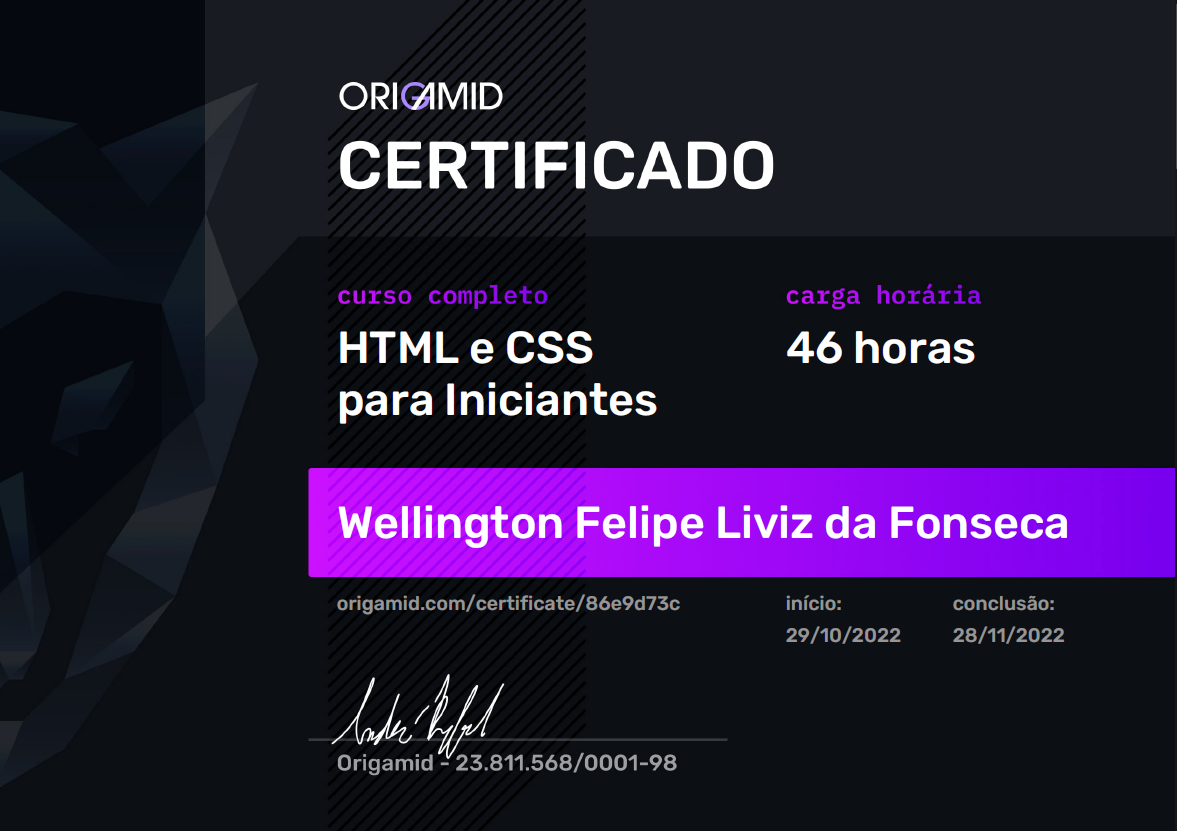 ORIGAMID
CERTIFICADO
curso completo
HTML e CSS
para Iniciantes
carga horária
46 horas
Wellington Felipe Liviz da Fonseca
origamid.com/certificate/86e9d73c
início:
29/10/2022
conclusão:
28/11/2022
Origamid - 23.811.568/0001-98